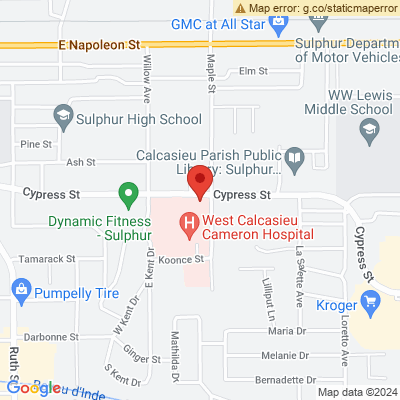 Map error: g.co/staticmaperror
GMC at All Star
E Napoleon St
Sulphur Department
of Motor Vehicles
Willow Ave
Maple St
Elm St
WW Lewis
Middle School
Sulphur High School
Pine St
Ash St
Calcasieu Parish Public
Library: Sulphur...
Cypress St
Cypress St
Dynamic Fitness
- Sulphur
West Calcasieu
Cameron Hospital
Cypress St
Tamarack St
Koonce St
E Kent Dr
La Salette Ave
Lilliput Ln
Pumpelly Tire
Kroger
W Kent Dr
Maria Dr
Loretto Ave
Darbonne St
Mathilda Dr
Ruth St
Ginger St
Melanie Dr
S Kent Dr
Bernadette Dr
Google
Map data ©2024